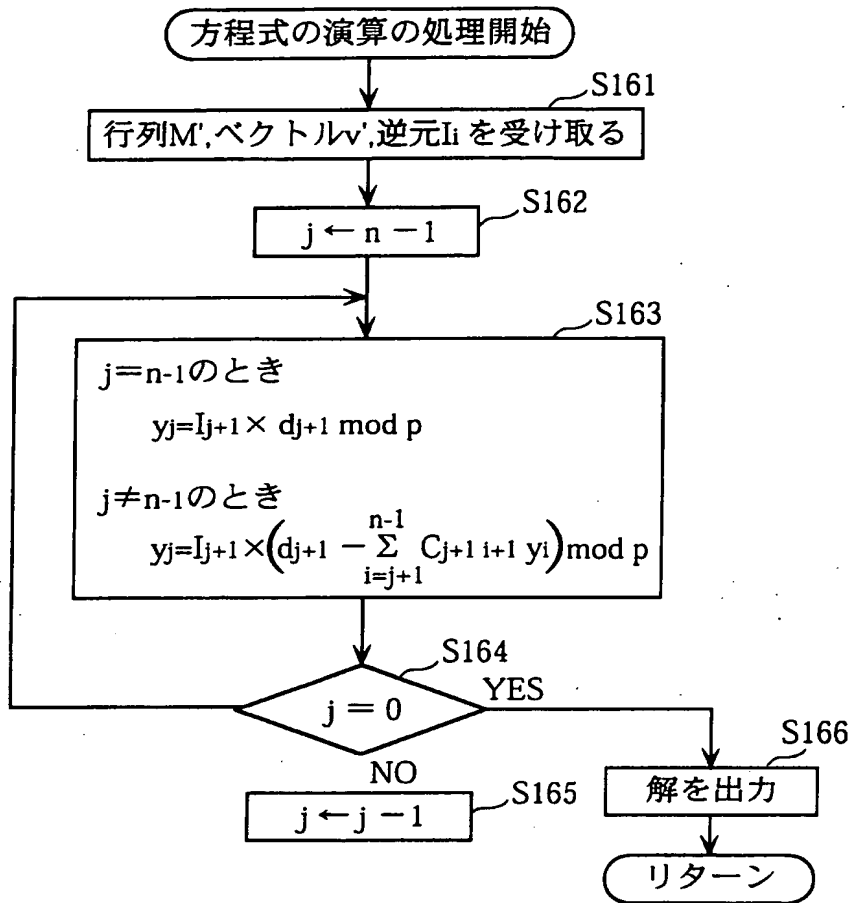 方程式の演算の処理開始
S161
行列M',ベクトルv',逆元Iiを受け取る
S162
j ← n − 1
S163
j＝n-1のとき
yj=Ij+1× dj+1 mod p
j≠n-1のとき
n-1
yj=Ij+1×(dj+1 −Σ Cj+1 i+1 yi)mod p
i=j+1
S164
j ＝ 0
YES
NO
S165
j ← j − 1
S166
解を出力
リターン